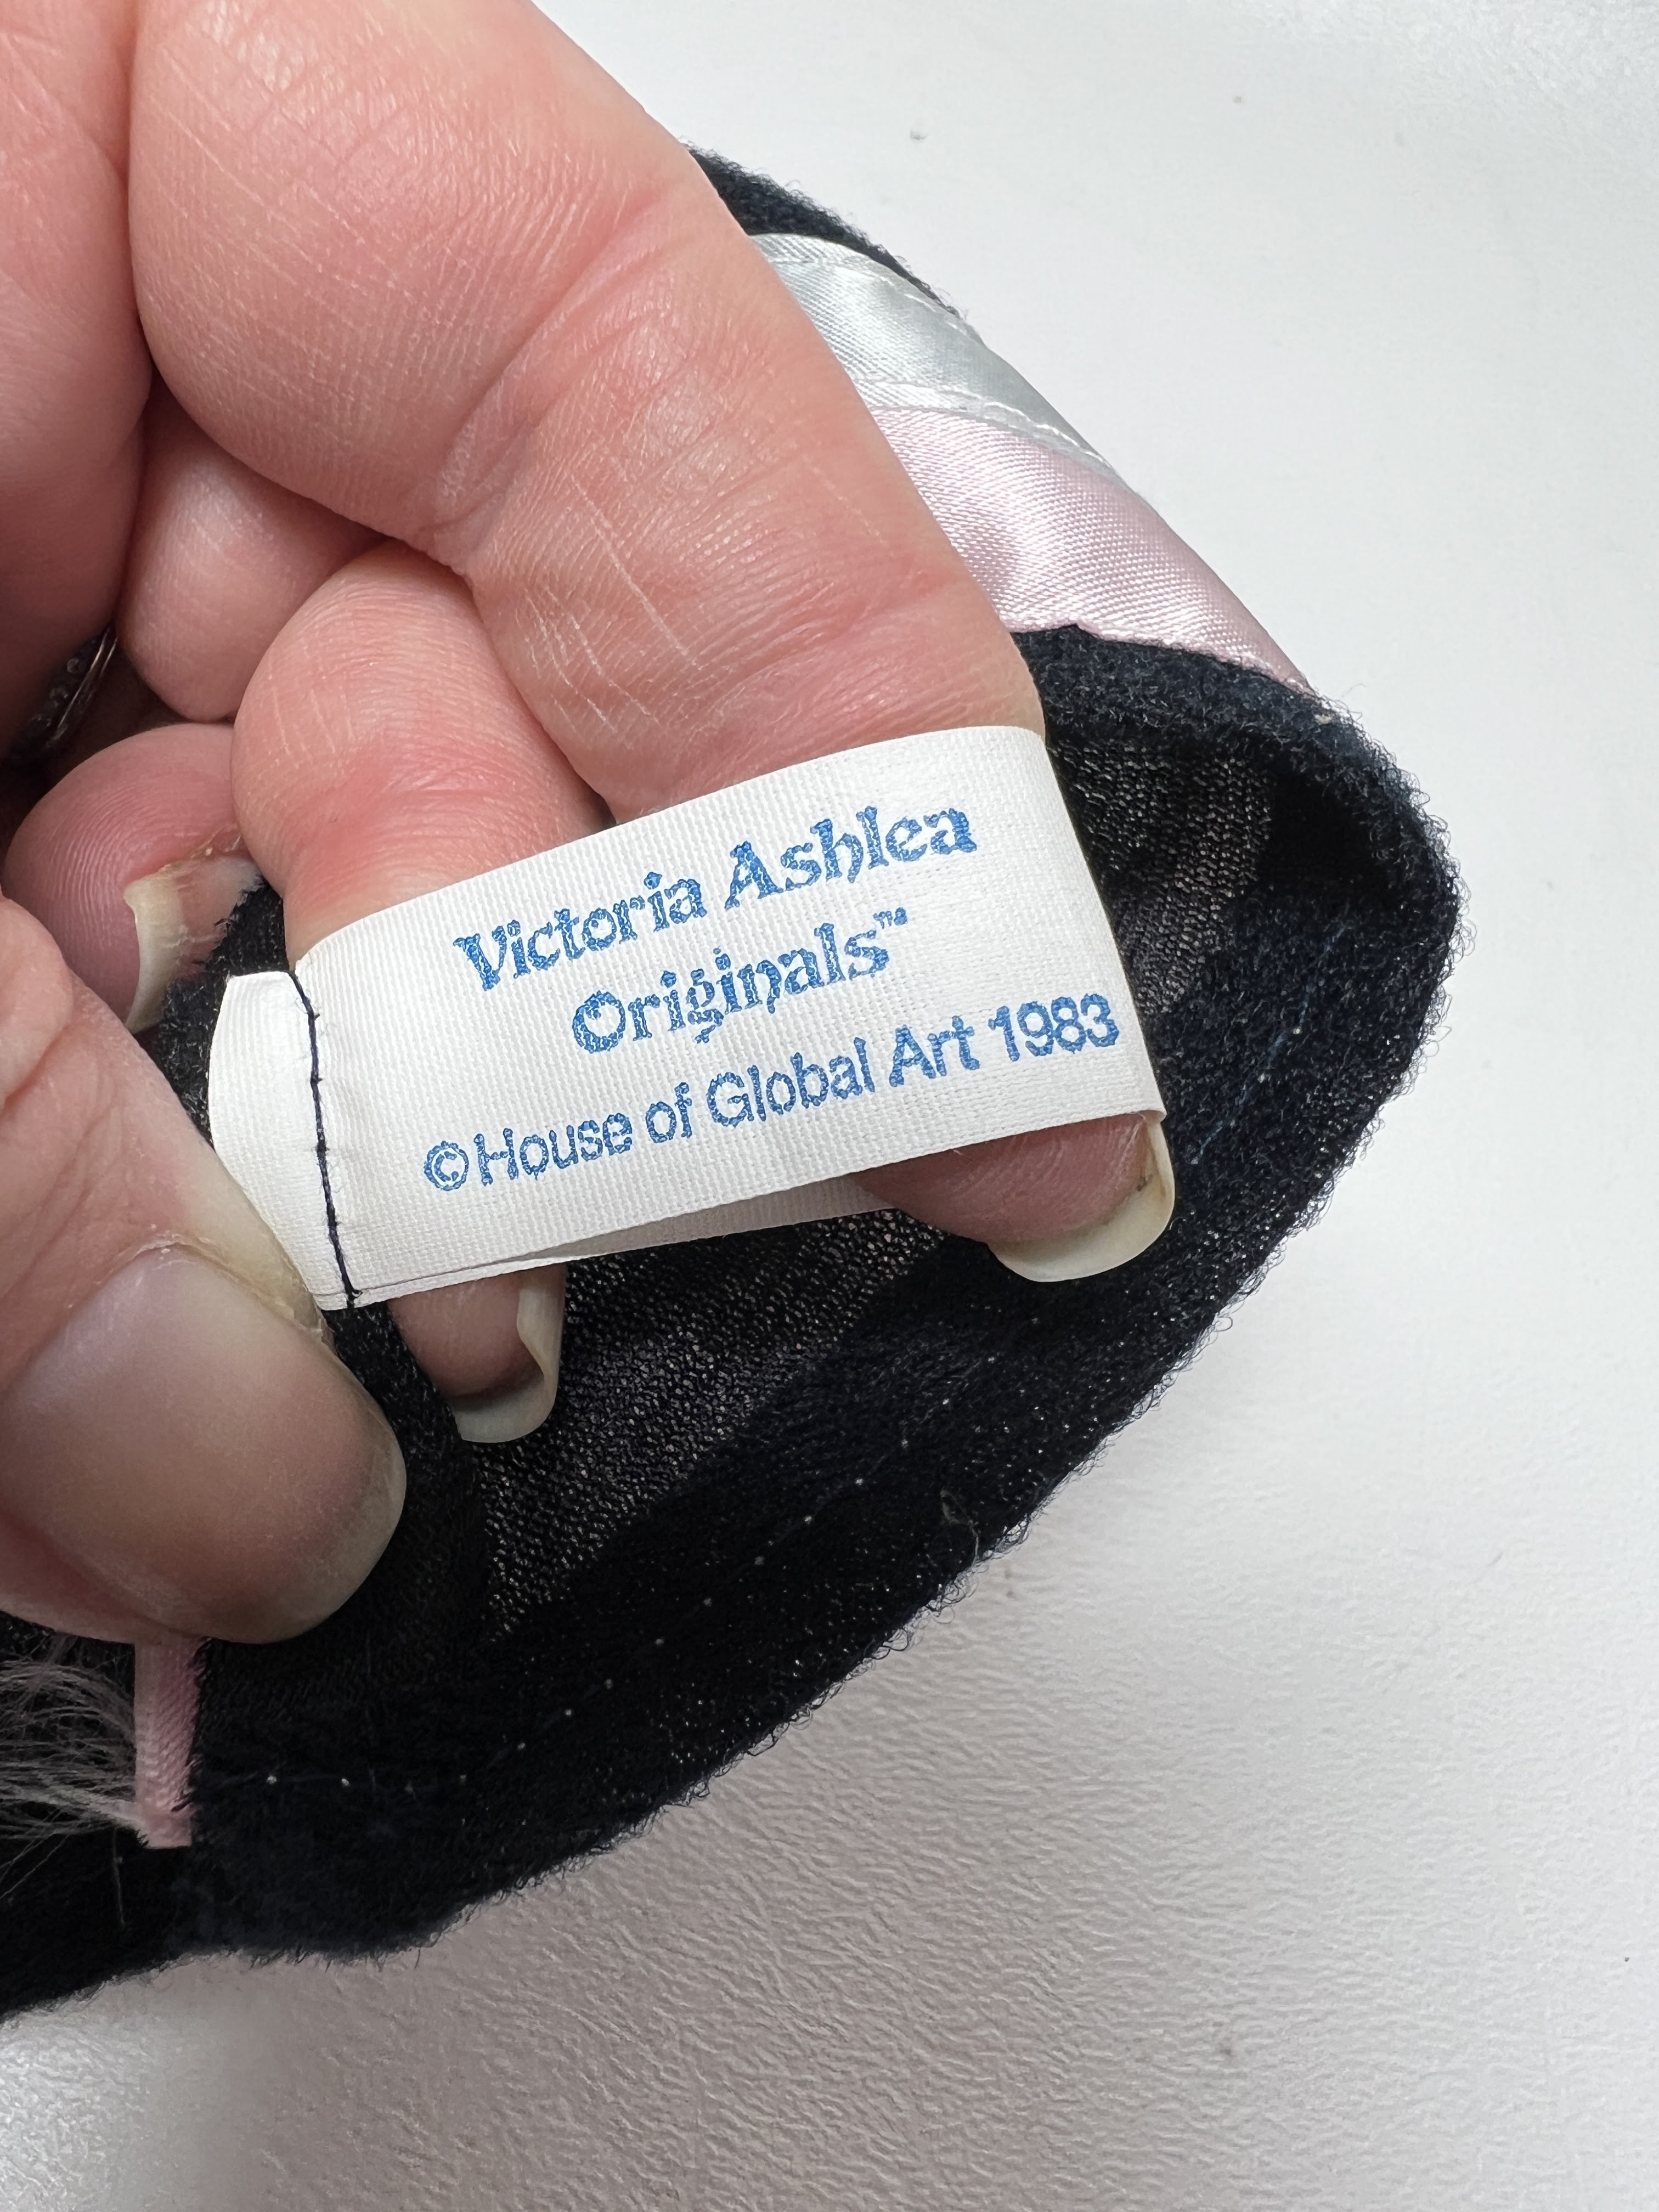 Victoria Ashlea
Originals™
©House of Global Art 1983